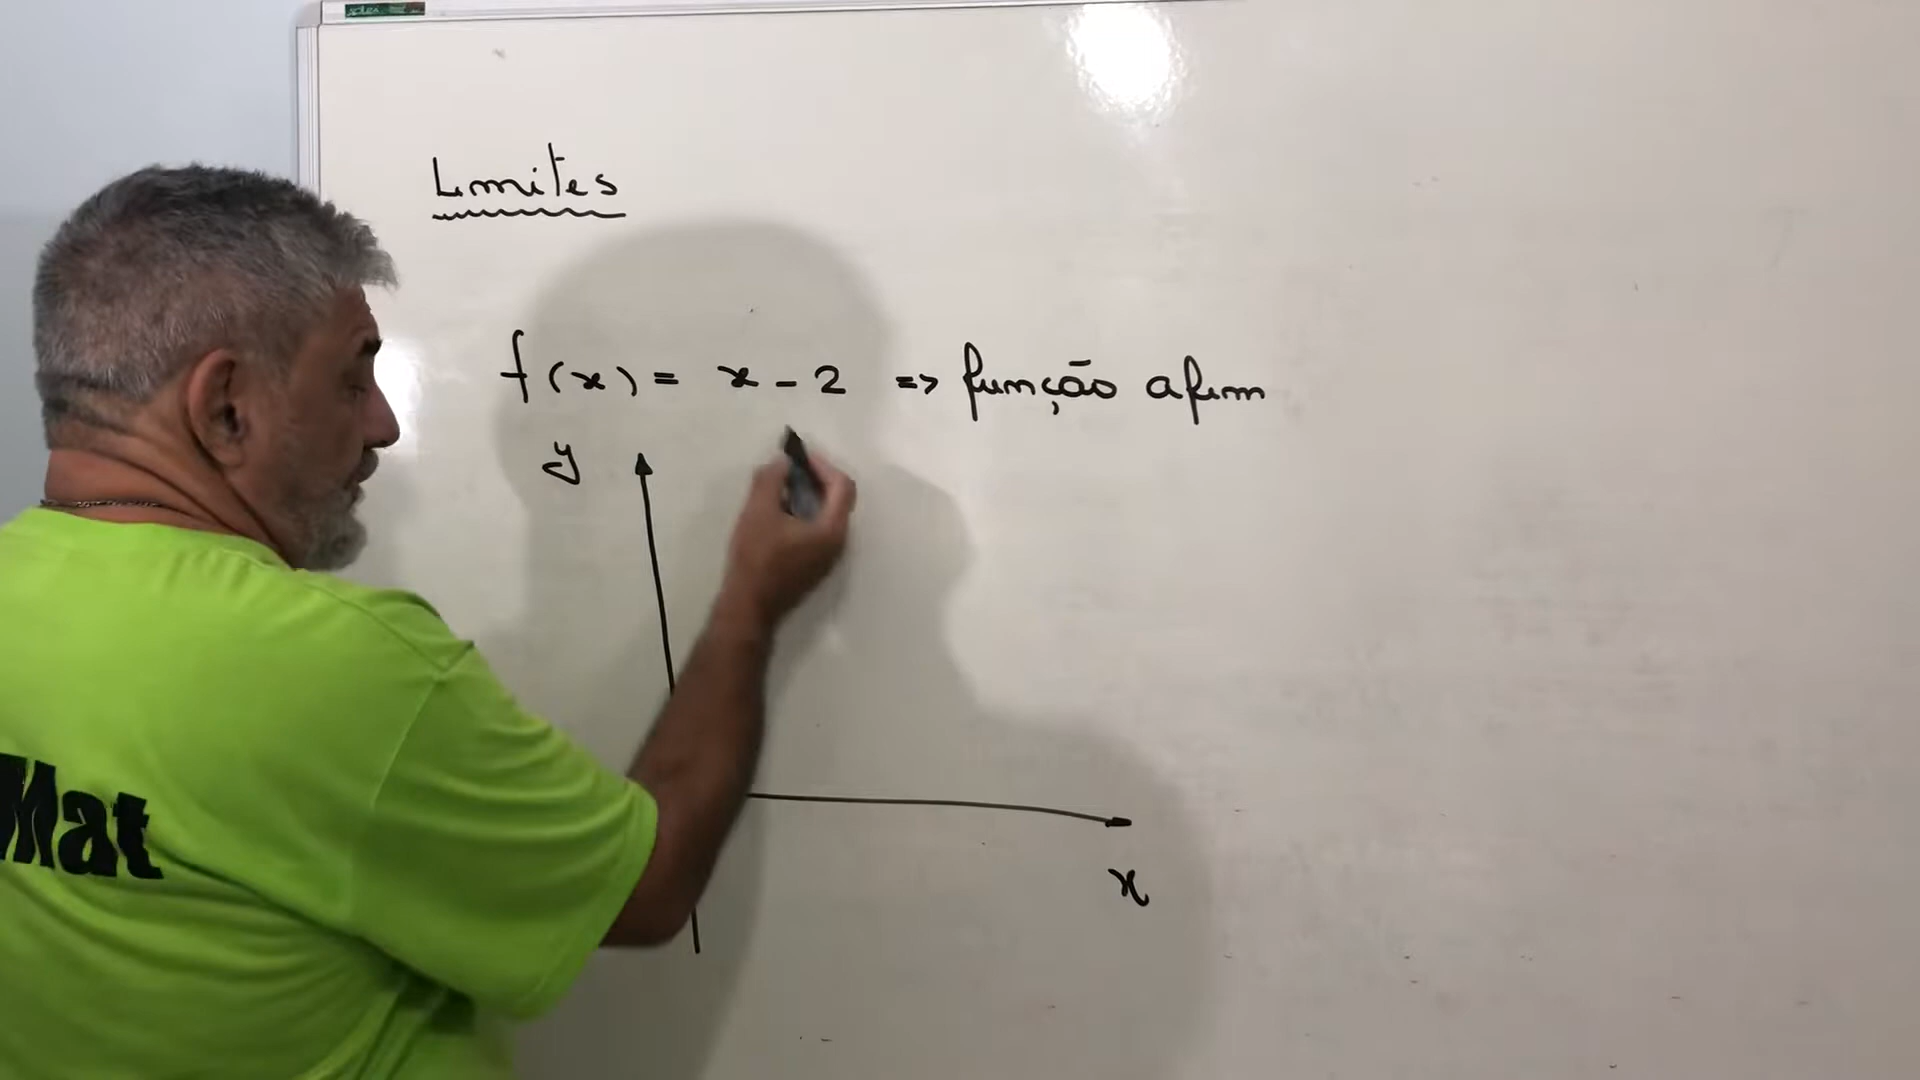 Limites
f(x) = x - 2 => função afim
y
x
Mat